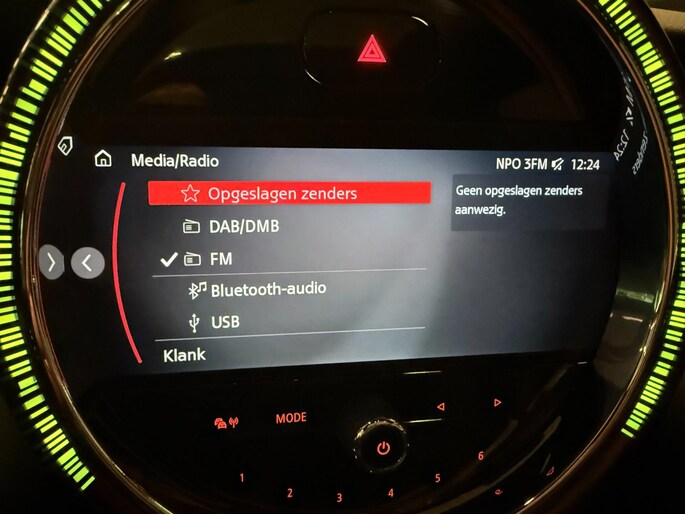 Media/Radio
NPO 3FM 12:24
Opgeslagen zenders
Geen opgeslagen zenders
aanwezig.
DAB/DMB
FM
Bluetooth-audio
USB
Klank
MODE
1
2
3
4
5
6